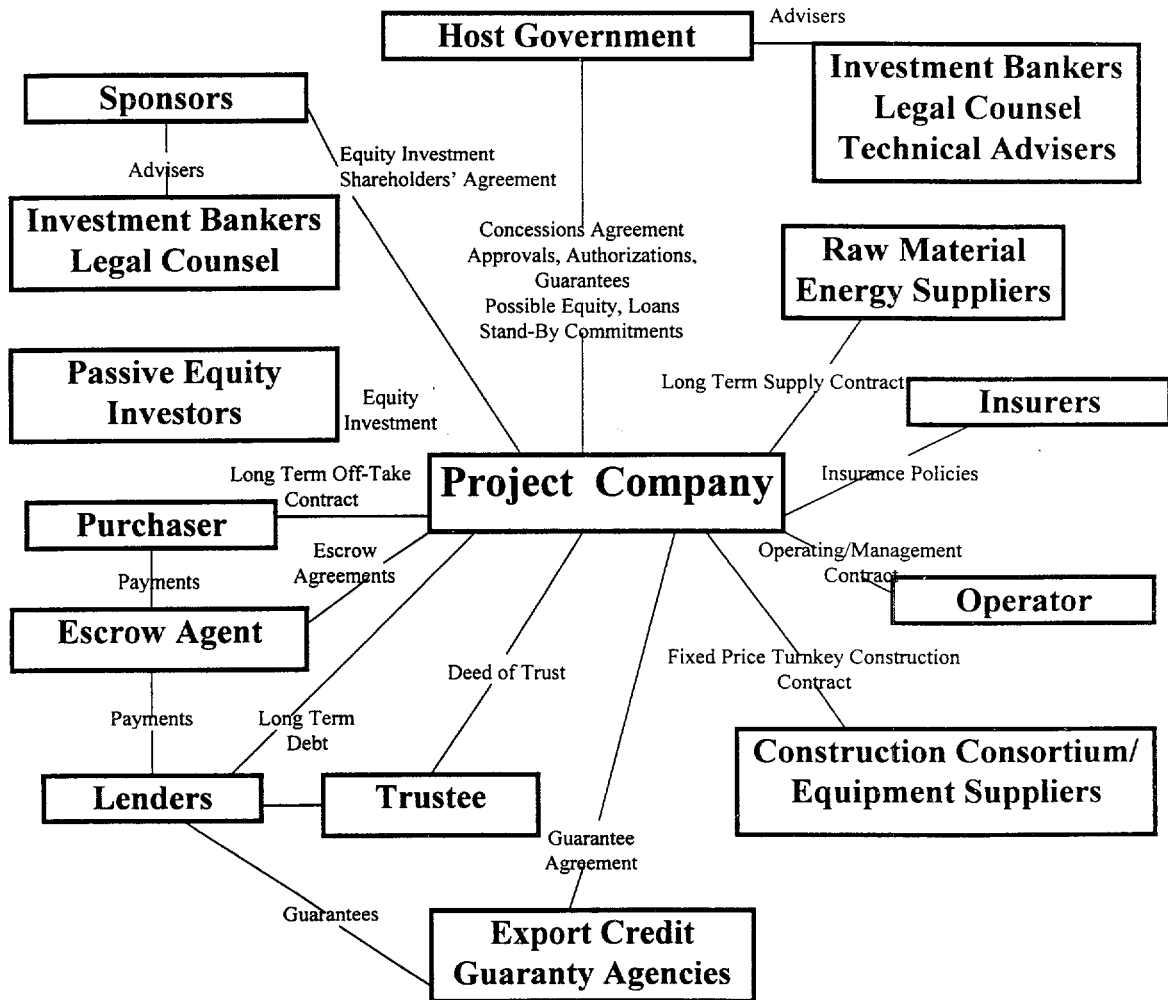 Host Government
Advisers
Investment Bankers
Legal Counsel
Technical Advisers
Sponsors
Advisers
Investment Bankers
Legal Counsel
Equity Investment
Shareholders' Agreement
Concessions Agreement
Approvals, Authorizations,
Guarantees
Possible Equity, Loans
Stand-By Commitments
Raw Material
Energy Suppliers
Long Term Supply Contract
Passive Equity
Investors
Equity
Investment
Insurers
Insurance Policies
Project Company
Long Term Off-Take
Contract
Purchaser
Payments
Escrow
Agreements
Escrow Agent
Operating/Management
Contract
Operator
Payments
Long Term
Debt
Deed of Trust
Fixed Price Turnkey Construction
Contract
Construction Consortium/
Equipment Suppliers
Lenders
Trustee
Guarantee
Agreement
Guarantees
Export Credit
Guaranty Agencies